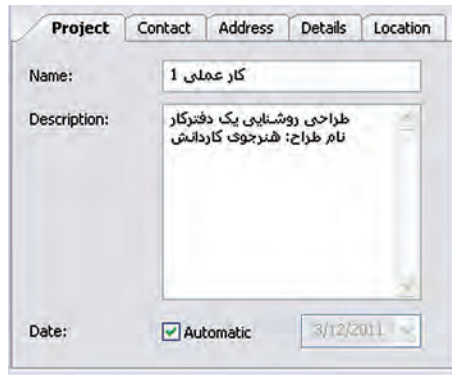 Project Contact Address Details Location
Name: کار عملی 1
Description: طراحی روشنایی یک دفترکار
نام طراح: هنرجوی کاردانش
Date: Automatic 3/12/2011